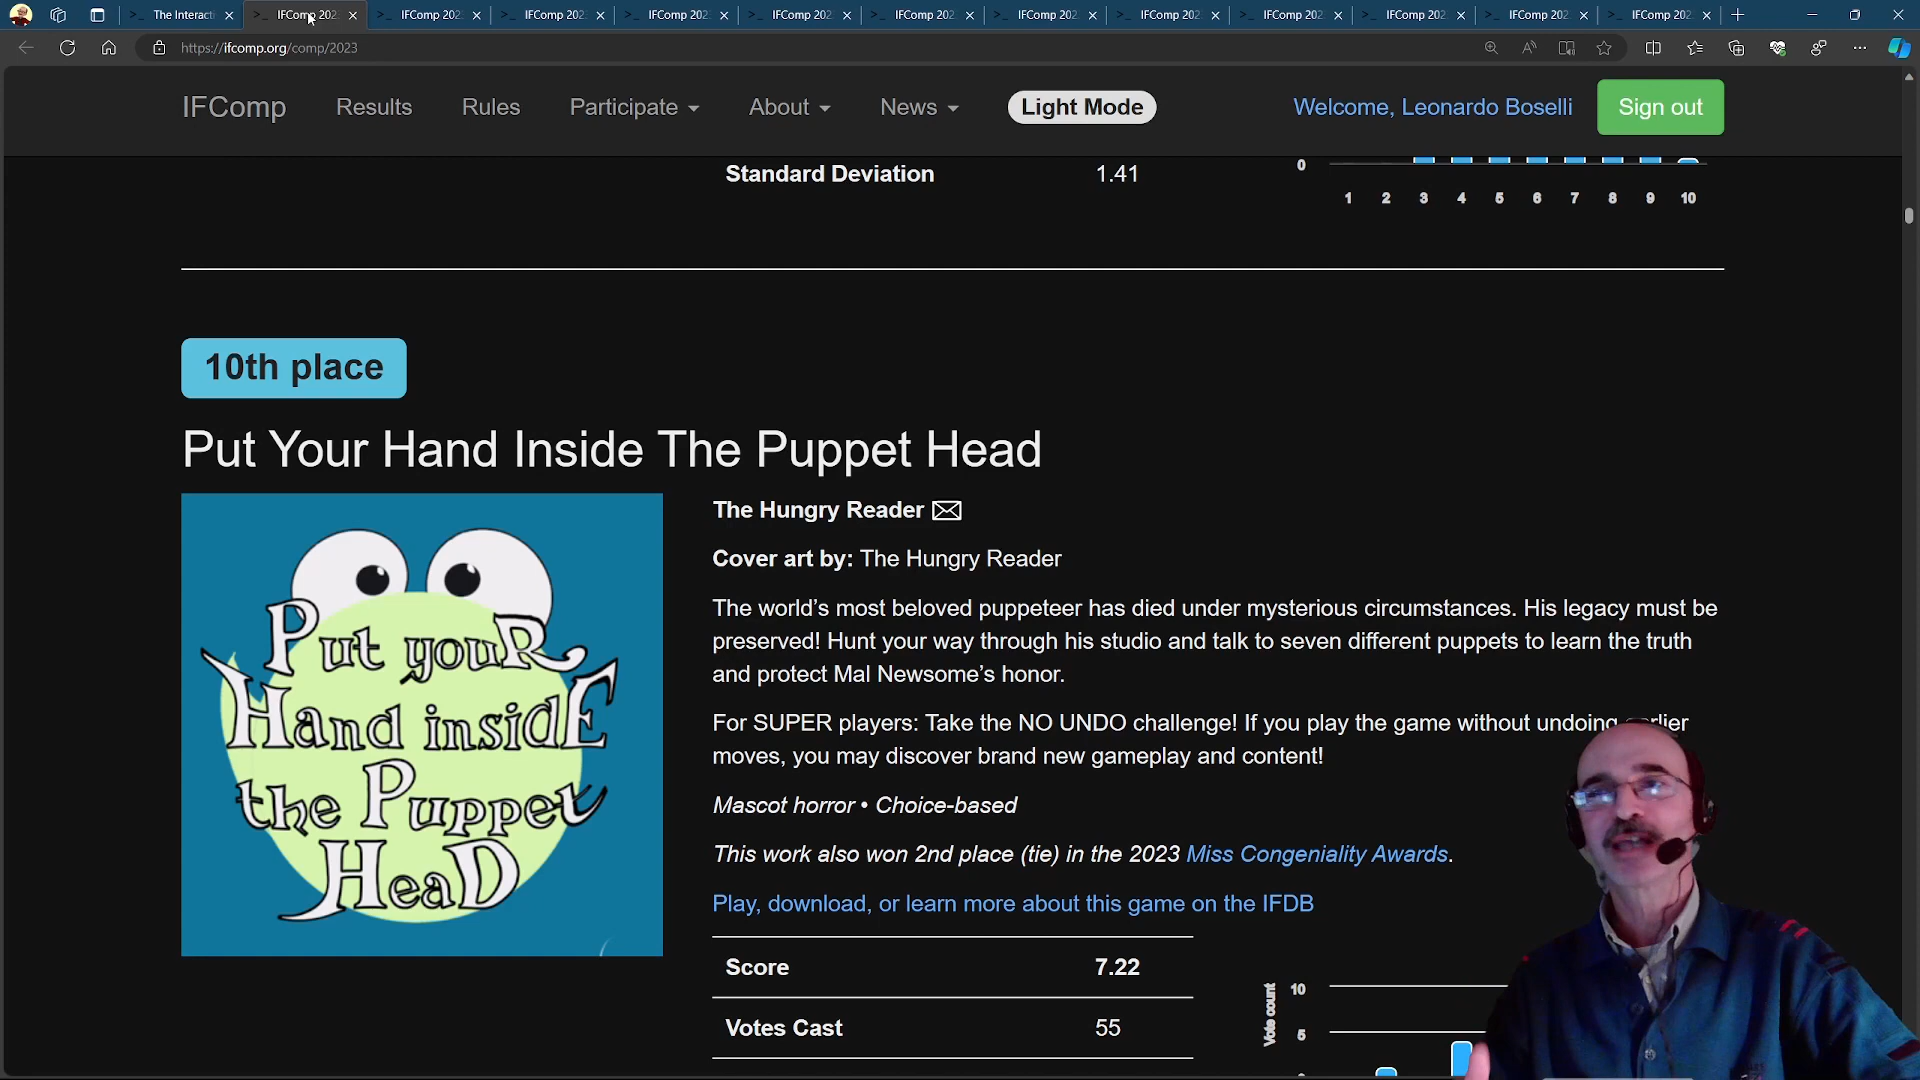 The Interact
IFComp 202
IFComp 202
IFComp 202
IFComp 202
IFComp 202
IFComp 202
IFComp 202
IFComp 202
IFComp 202
IFComp 202
IFComp 202
IFComp 202
https://ifcomp.org/comp/2023
IFComp
Results
Rules
Participate
About
News
Light Mode
Welcome, Leonardo Boselli
Sign out
Standard Deviation 1.41
0
1 2 3 4 5 6 7 8 9 10
10th place
Put Your Hand Inside The Puppet Head
Put youR
Hand insidE
the Puppet
HeaD
The Hungry Reader
Cover art by: The Hungry Reader
The world’s most beloved puppeteer has died under mysterious circumstances. His legacy must be
preserved! Hunt your way through his studio and talk to seven different puppets to learn the truth
and protect Mal Newsome’s honor.
For SUPER players: Take the NO UNDO challenge! If you play the game without undoing rlier
moves, you may discover brand new gameplay and content!
Mascot horror • Choice-based
This work also won 2nd place (tie) in the 2023 Miss Congeniality Awards.
Play, download, or learn more about this game on the IFDB
Score 7.22
Votes Cast 55
Vote count
10
5